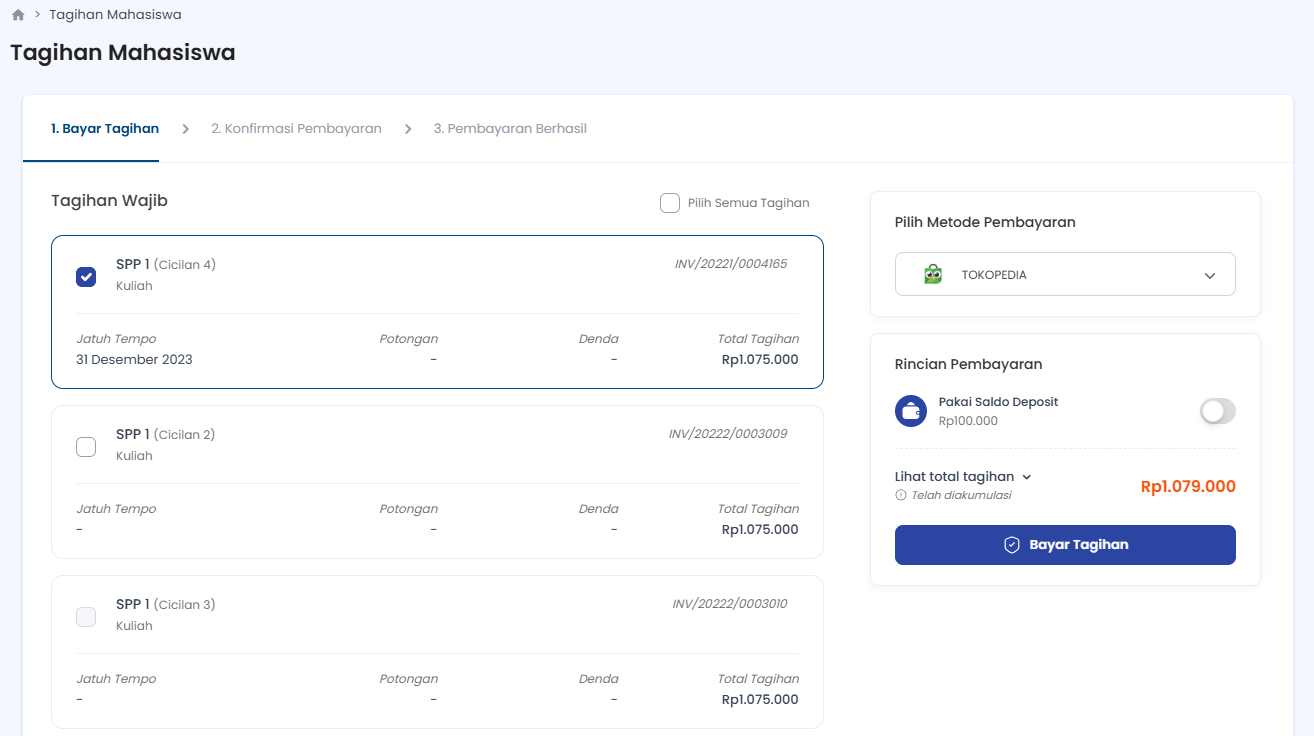 Tagihan Mahasiswa
Tagihan Mahasiswa
1. Bayar Tagihan
2. Konfirmasi Pembayaran
3. Pembayaran Berhasil
Tagihan Wajib
Pilih Semua Tagihan
SPP 1 (Cicilan 4)
INV/20221/0004165
Kuliah
Jatuh Tempo Potongan Denda Total Tagihan
31 Desember 2023 - - Rp1.075.000
SPP 1 (Cicilan 2)
INV/20222/0003009
Kuliah
Jatuh Tempo Potongan Denda Total Tagihan
- - - Rp1.075.000
SPP 1 (Cicilan 3)
INV/20222/0003010
Kuliah
Jatuh Tempo Potongan Denda Total Tagihan
- - - Rp1.075.000
Pilih Metode Pembayaran
TOKOPEDIA
Rincian Pembayaran
Pakai Saldo Deposit
Rp100.000
Lihat total tagihan
Telah diakumulasi
Rp1.079.000
Bayar Tagihan